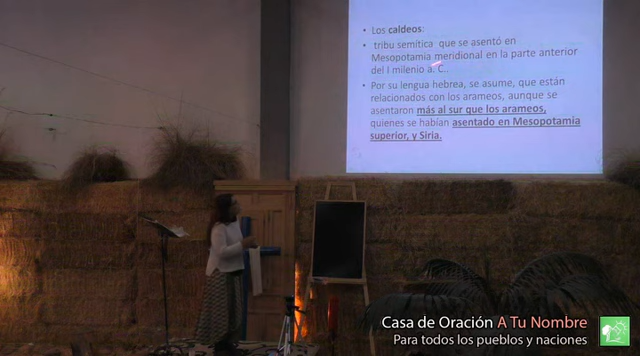 • Los caldeos:
• tribu semítica que se asentó en
Mesopotamia meridional en la parte anterior
del I milenio a. C..
• Por su lengua hebrea, se asume, que están
relacionados con los arameos, aunque se
asentaron más al sur que los arameos,
quienes se habían asentado en Mesopotamia
superior, y Siria.
Casa de Oración A Tu Nombre
Para todos los pueblos y naciones